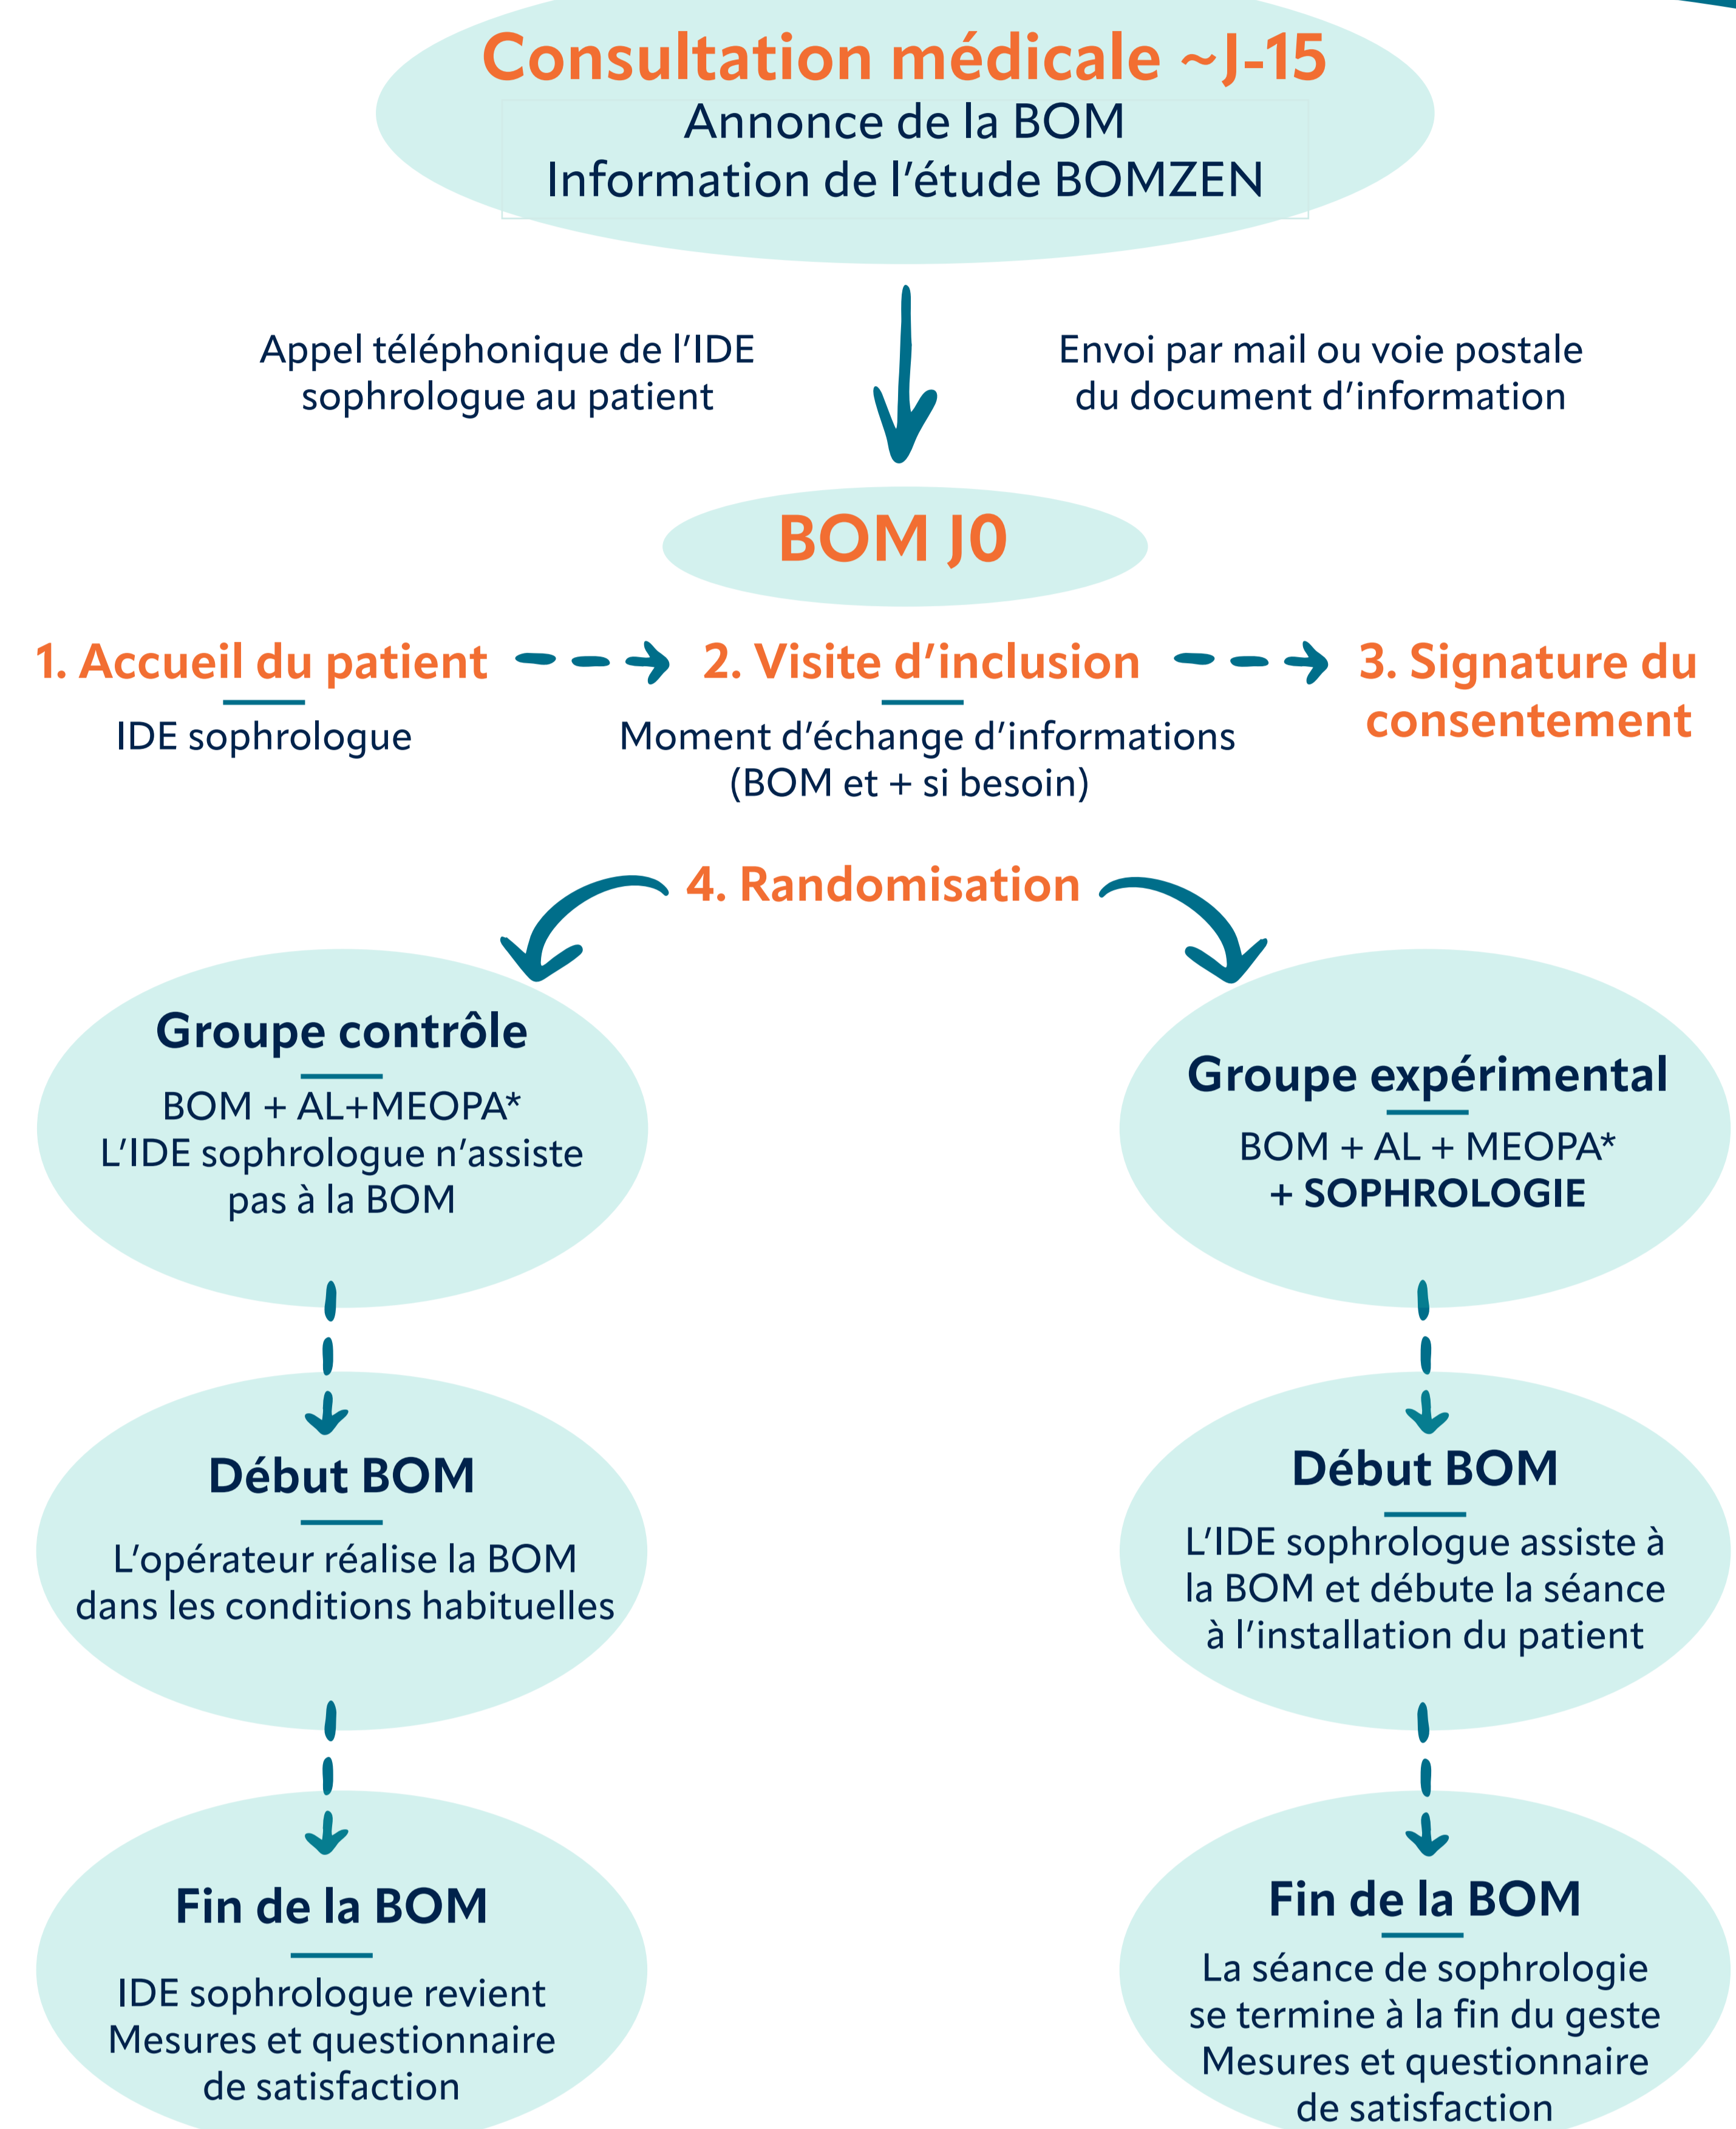 Consultation médicale ~J-15
Annonce de la BOM
Information de l'étude BOMZEN
Appel téléphonique de l'IDE
sophrologue au patient
Envoi par mail ou voie postale
du document d'information
BOM J0
1. Accueil du patient
IDE sophrologue
2. Visite d'inclusion
Moment d'échange d'informations
(BOM et + si besoin)
3. Signature du
consentement
4. Randomisation
Groupe contrôle
BOM + AL+MEOPA*
L'IDE sophrologue n'assiste
pas à la BOM
Groupe expérimental
BOM + AL + MEOPA*
+ SOPHROLOGIE
Début BOM
L'opérateur réalise la BOM
dans les conditions habituelles
Début BOM
L'IDE sophrologue assiste à
la BOM et débute la séance
à l'installation du patient
Fin de la BOM
IDE sophrologue revient
Mesures et questionnaire
de satisfaction
Fin de la BOM
La séance de sophrologie
se termine à la fin du geste
Mesures et questionnaire
de satisfaction